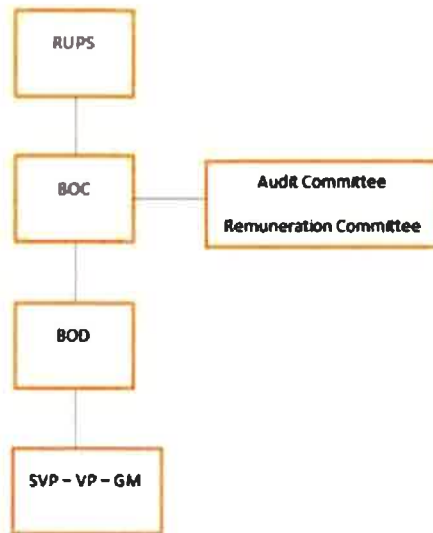 RUPS
BOC
Audit Committee
Remuneration Committee
BOD
SVP – VP – GM